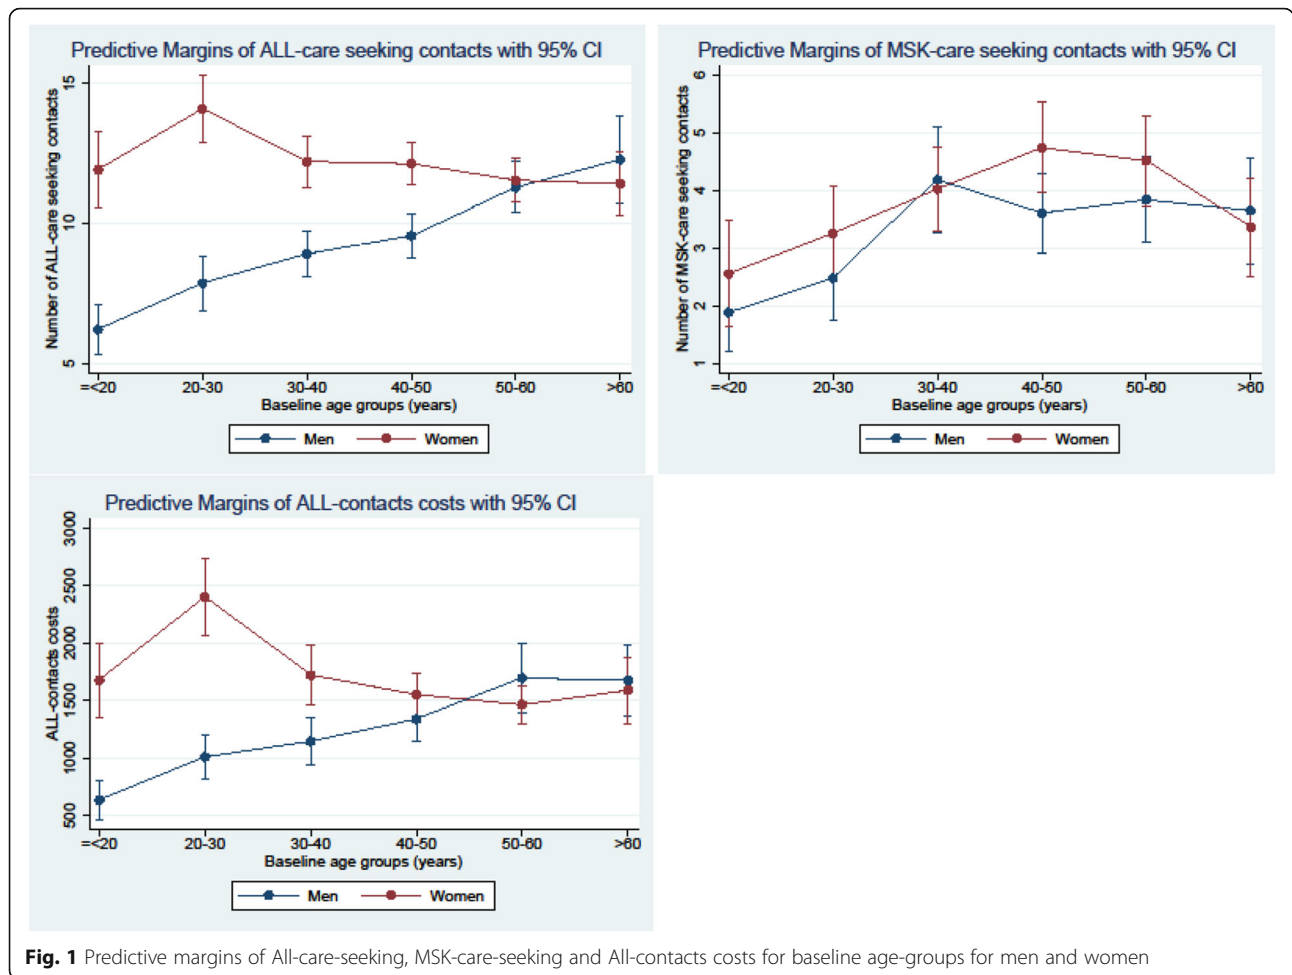 Predictive Margins of ALL-care seeking contacts with 95% CI
Number of ALL-care seeking contacts
15
10
5
=<20 20-30 30-40 40-50 50-60 >60
Baseline age groups (years)
Men Women
Predictive Margins of MSK-care seeking contacts with 95% CI
Number of MSK-care seeking contacts
6
5
4
3
2
1
=<20 20-30 30-40 40-50 50-60 >60
Baseline age groups (years)
Men Women
Predictive Margins of ALL-contacts costs with 95% CI
ALL-contacts costs
3000
2500
2000
1500
1000
500
=<20 20-30 30-40 40-50 50-60 >60
Baseline age groups (years)
Men Women
Fig. 1 Predictive margins of All-care-seeking, MSK-care-seeking and All-contacts costs for baseline age-groups for men and women